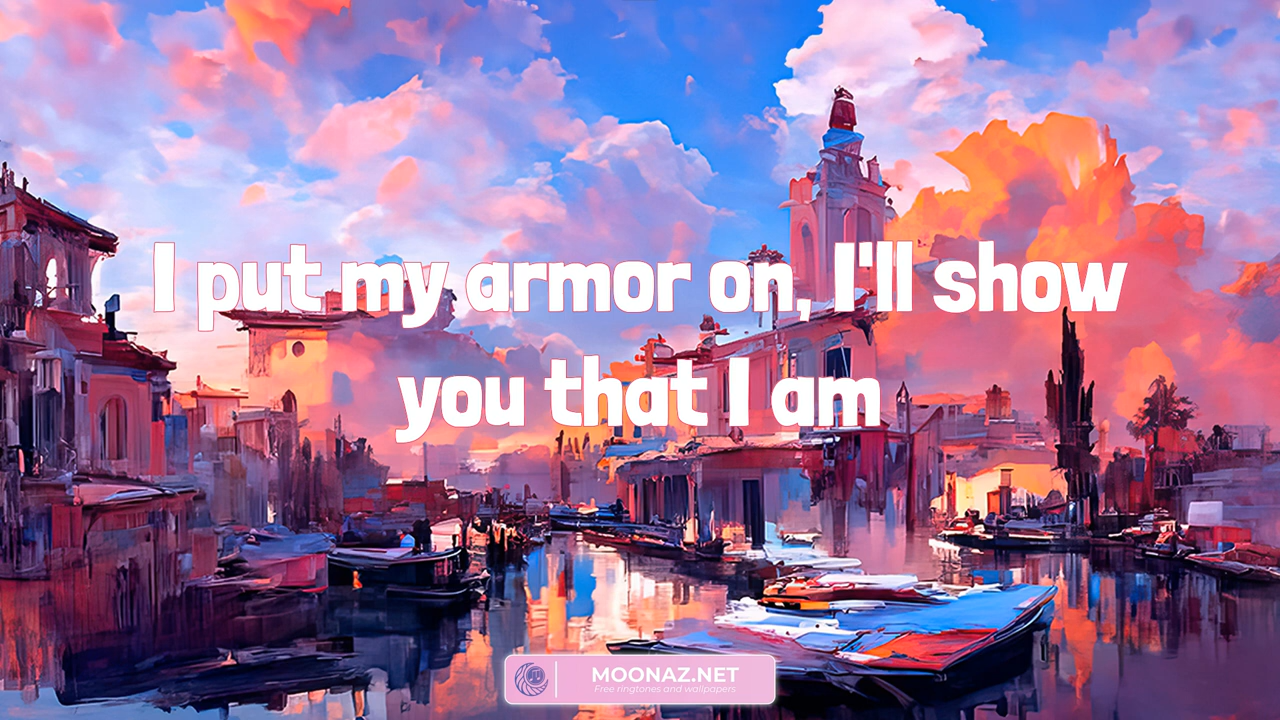 I put my armor on, I'll show
you that I am
MOONAZ.NET
Free ringtones and wallpapers